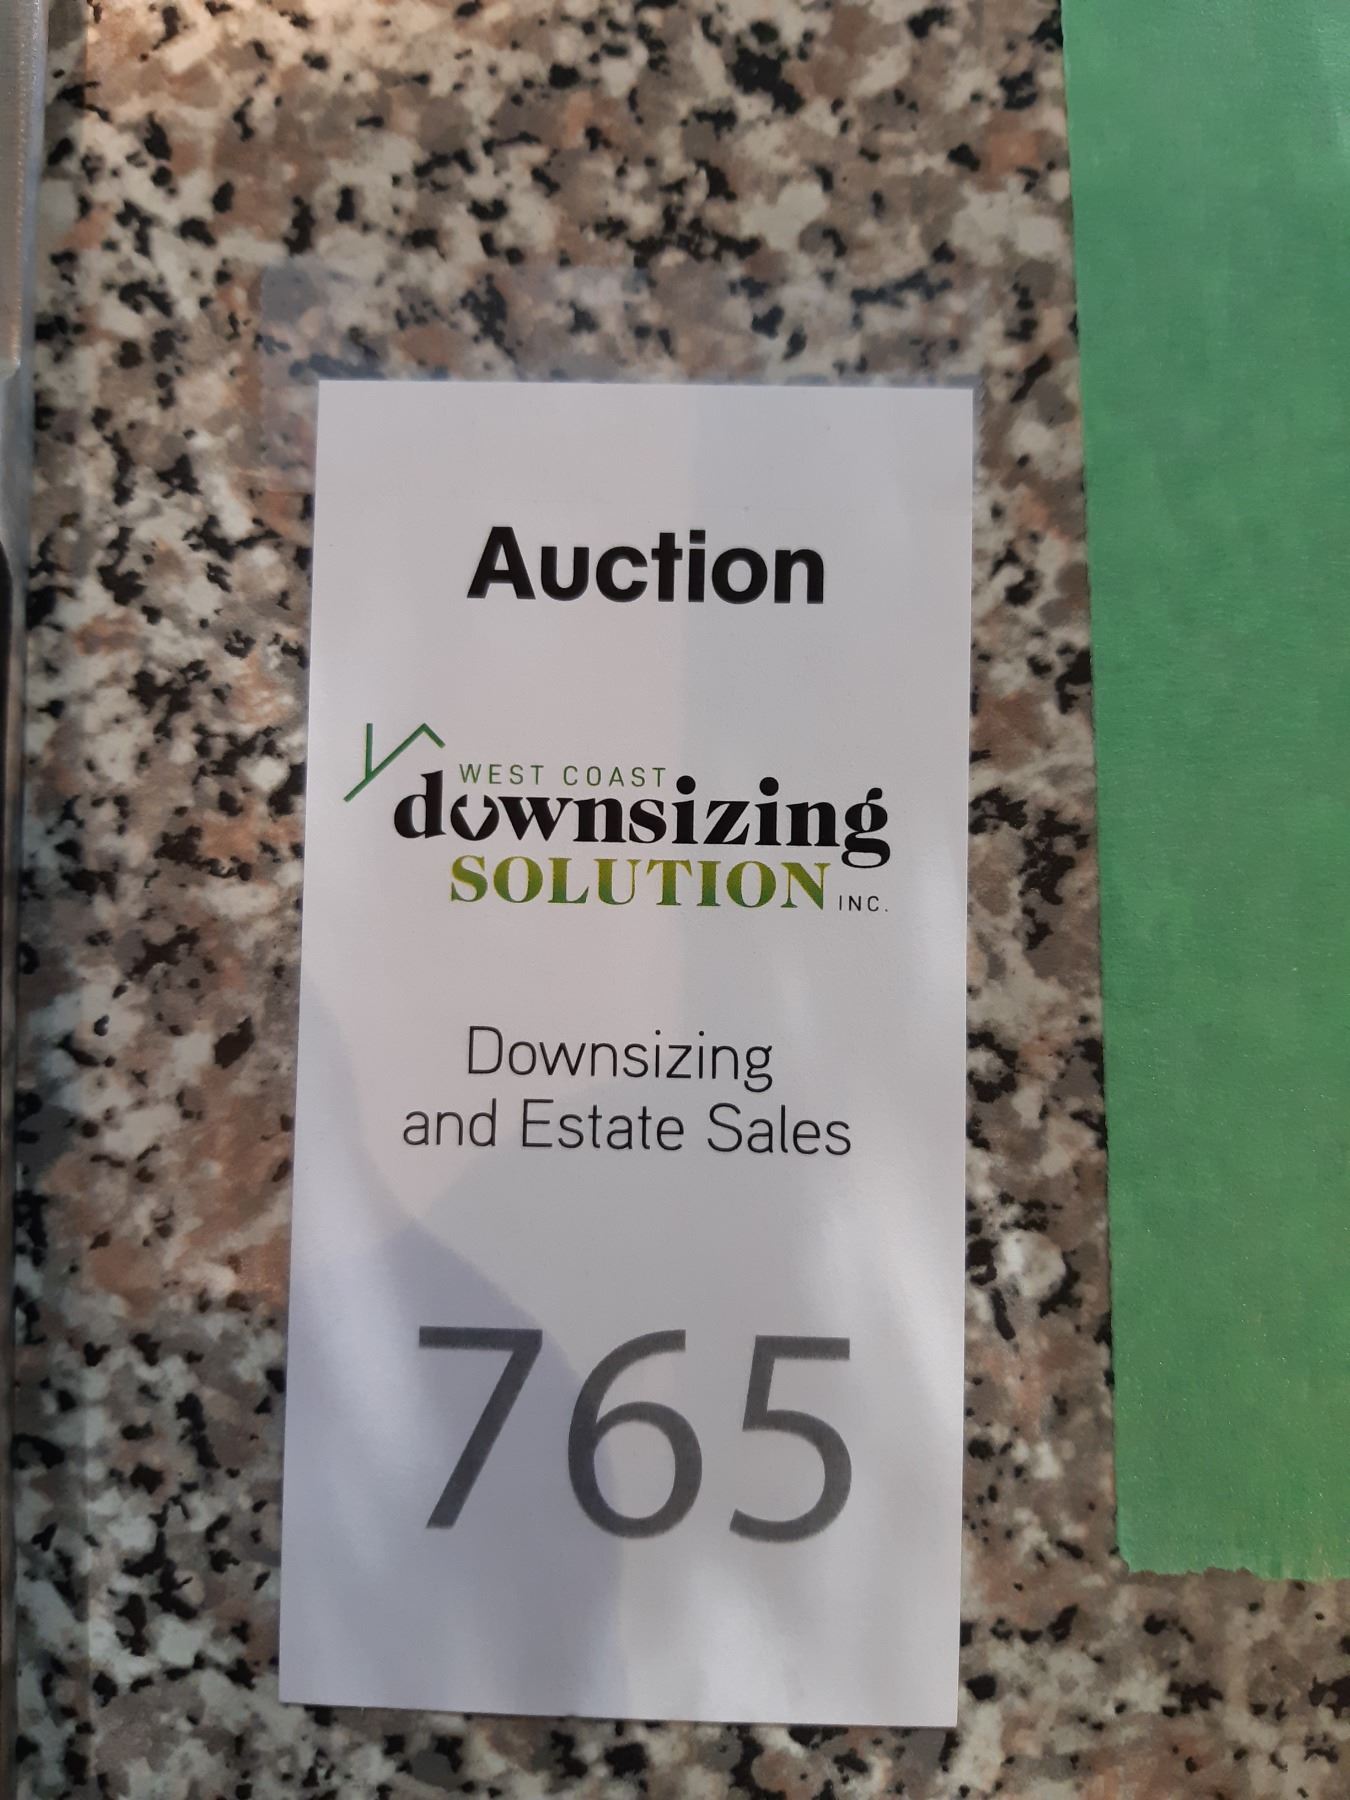 Auction
WEST COAST
downsizing
SOLUTION INC.
Downsizing
and Estate Sales
765